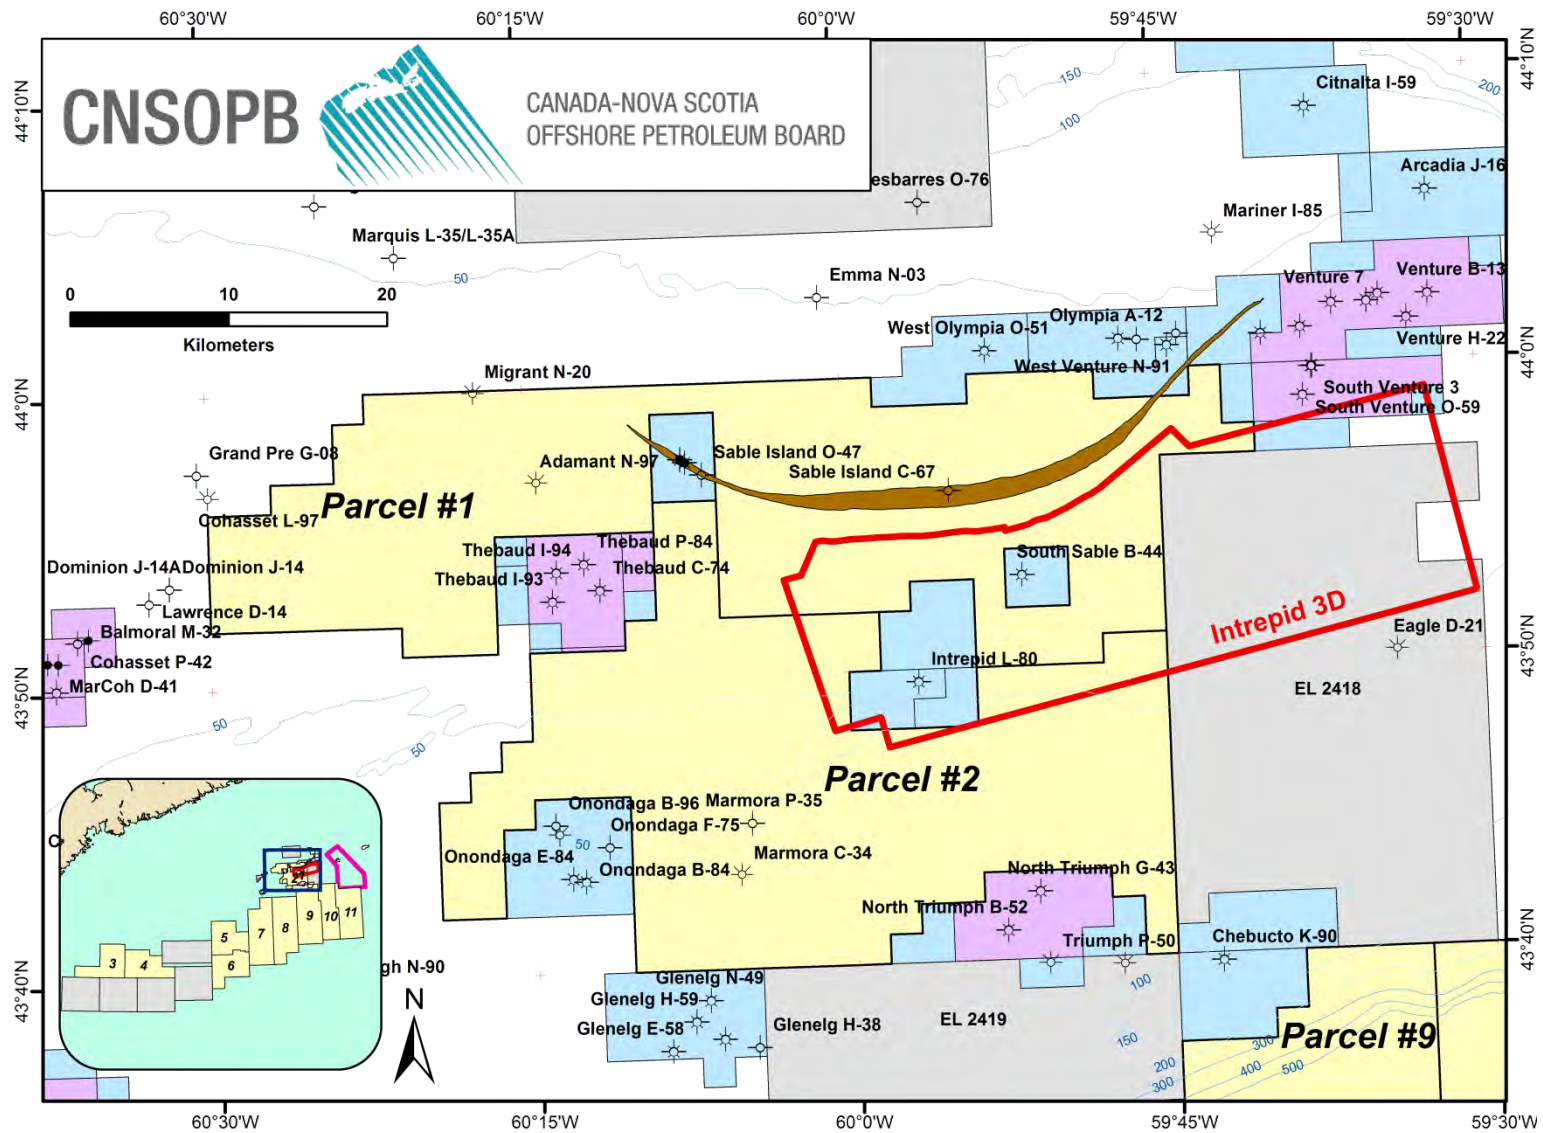 60°30'W
60°15'W
60°0'W
59°45'W
59°30'W
44°10'N
44°10'N
CNSOPB
CANADA-NOVA SCOTIA
OFFSHORE PETROLEUM BOARD
150
100
200
Citnalta I-59
esbarres O-76
Arcadia J-16
Mariner I-85
Marquis L-35/L-35A
50
Emma N-03
Venture 7
Venture B-13
0
10
20
Kilometers
West Olympia O-51
Olympia A-12
Venture H-22
44°0'N
Migrant N-20
West Venture N-91
South Venture 3
South Venture O-59
44°0'N
Grand Pre G-08
Adamant N-97
Sable Island O-47
Sable Island C-67
Parcel #1
Cohasset L-97
Thebaud I-94
Thebaud P-84
South Sable B-44
Dominion J-14A
Dominion J-14
Thebaud I-93
Thebaud C-74
Lawrence D-14
Intrepid 3D
Balmoral M-32
Eagle D-21
43°50'N
Cohasset P-42
Intrepid L-80
MarCoh D-41
EL 2418
43°50'N
50
50
Parcel #2
Onondaga B-96
Marmora P-35
Onondaga F-75
50
Onondaga E-84
Onondaga B-84
Marmora C-34
North Triumph G-43
North Triumph B-52
Triumph P-50
Chebucto K-90
43°40'N
C
21
9
10
11
8
7
5
6
3
4
gh N-90
N
Glenelg N-49
Glenelg H-59
Glenelg E-58
Glenelg H-38
EL 2419
100
150
200
300
300
400
500
Parcel #9
43°40'N
60°30'W
60°15'W
60°0'W
59°45'W
59°30'W